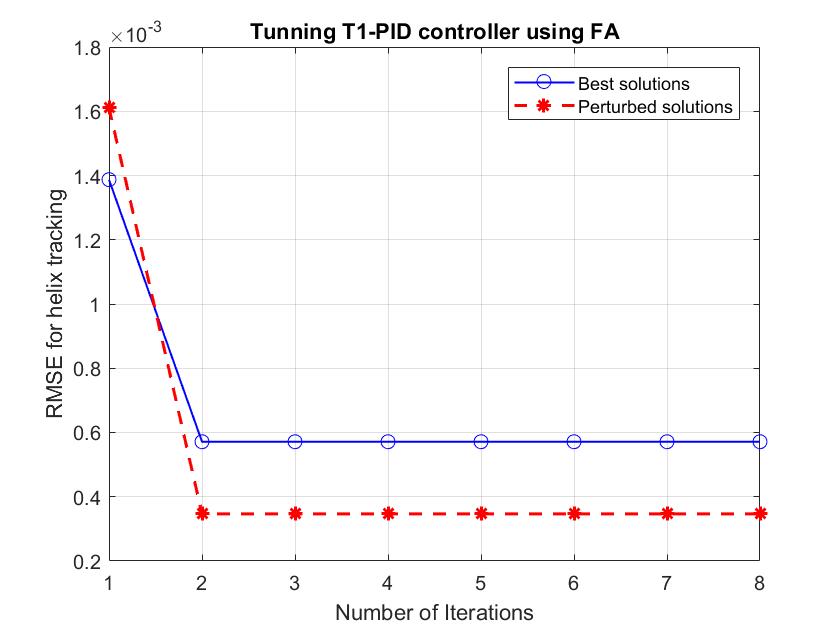 Tunning T1-PID controller using FA
×10-3
1.8
1.6
1.4
1.2
1
0.8
0.6
0.4
0.2
RMSE for helix tracking
Best solutions
Perturbed solutions
1 2 3 4 5 6 7 8
Number of Iterations